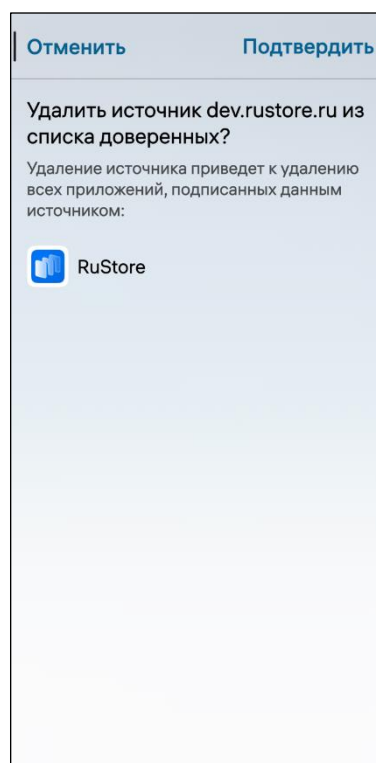 Отменить Подтвердить
Удалить источник dev.rustore.ru из
списка доверенных?
Удаление источника приведет к удалению
всех приложений, подписанных данным
источником:
RuStore